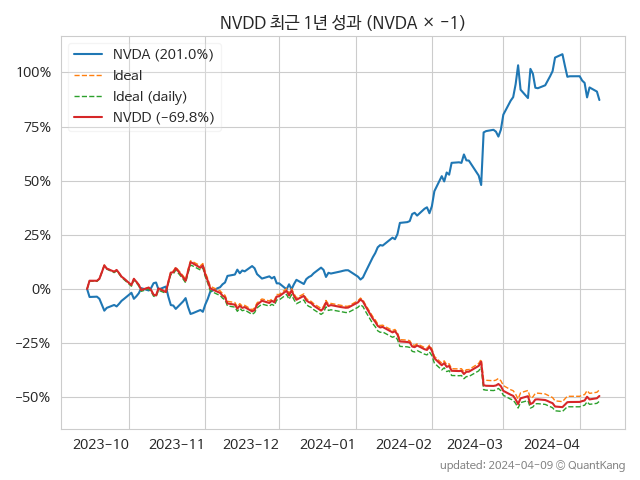 NVDD 최근 1년 성과 (NVDA × −1)
NVDA (201.0%)
Ideal
Ideal (daily)
NVDD (−69.8%)
100%
75%
50%
25%
0%
−25%
−50%
2023−10
2023−11
2023−12
2024−01
2024−02
2024−03
2024−04
updated: 2024−04−09 © QuantKang